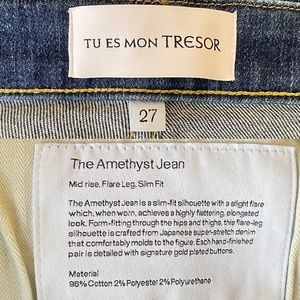 TU ES MON TRESOR
27
The Amethyst Jean
Mid rise, Flare Leg, Slim Fit
The Amethyst Jean is a slim-fit silhouette with a slight flare
which, when worn, achieves a highly flattering, elongated
look. Form-fitting through the hips and thighs, this flare-leg
silhouette is crafted from Japanese super-stretch denim
that comfortably molds to the figure. Each hand-finished
pair is detailed with signature gold plated buttons.
Material
96% Cotton 2% Polyester 2% Polyurethane